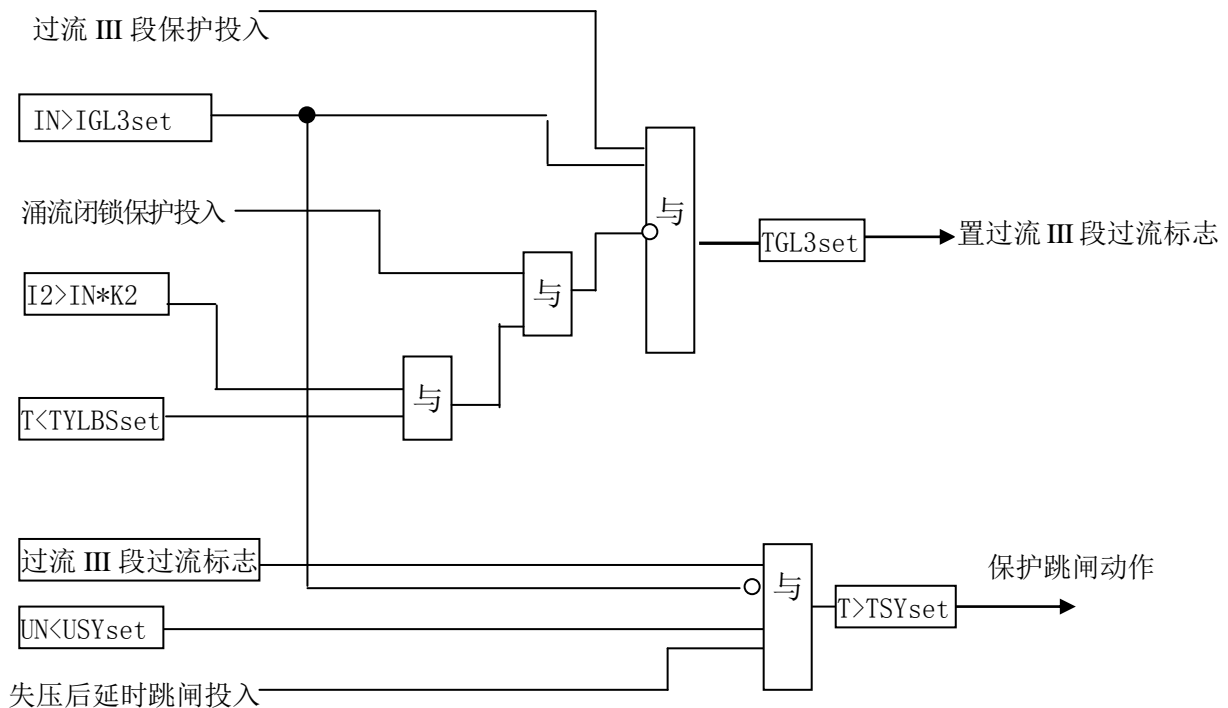 过流 III 段保护投入
IN>IGL3set
涌流闭锁保护投入
I2>IN*K2
T<TYLBSset
与
与
与
TGL3set
置过流 III 段过流标志
过流 III 段过流标志
UN<USYset
失压后延时跳闸投入
与
T>TSYset
保护跳闸动作